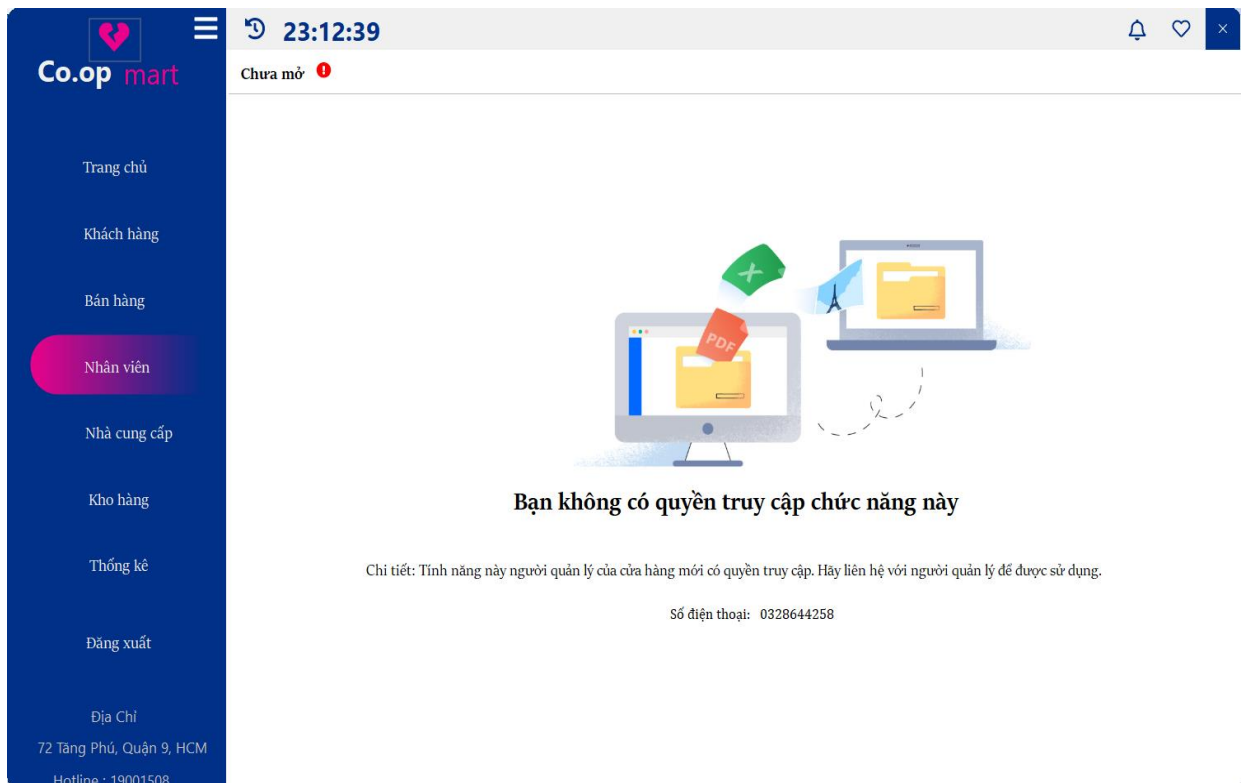 Co.op mart
23:12:39
Chưa mở
Trang chủ
Khách hàng
Bán hàng
Nhân viên
Nhà cung cấp
Kho hàng
Thống kê
Đăng xuất
Địa Chỉ
72 Tăng Phú, Quận 9, HCM
Hotline : 19001508
PDF
X
Bạn không có quyền truy cập chức năng này
Chi tiết: Tính năng này người quản lý của cửa hàng mới có quyền truy cập. Hãy liên hệ với người quản lý để được sử dụng.
Số điện thoại: 0328644258